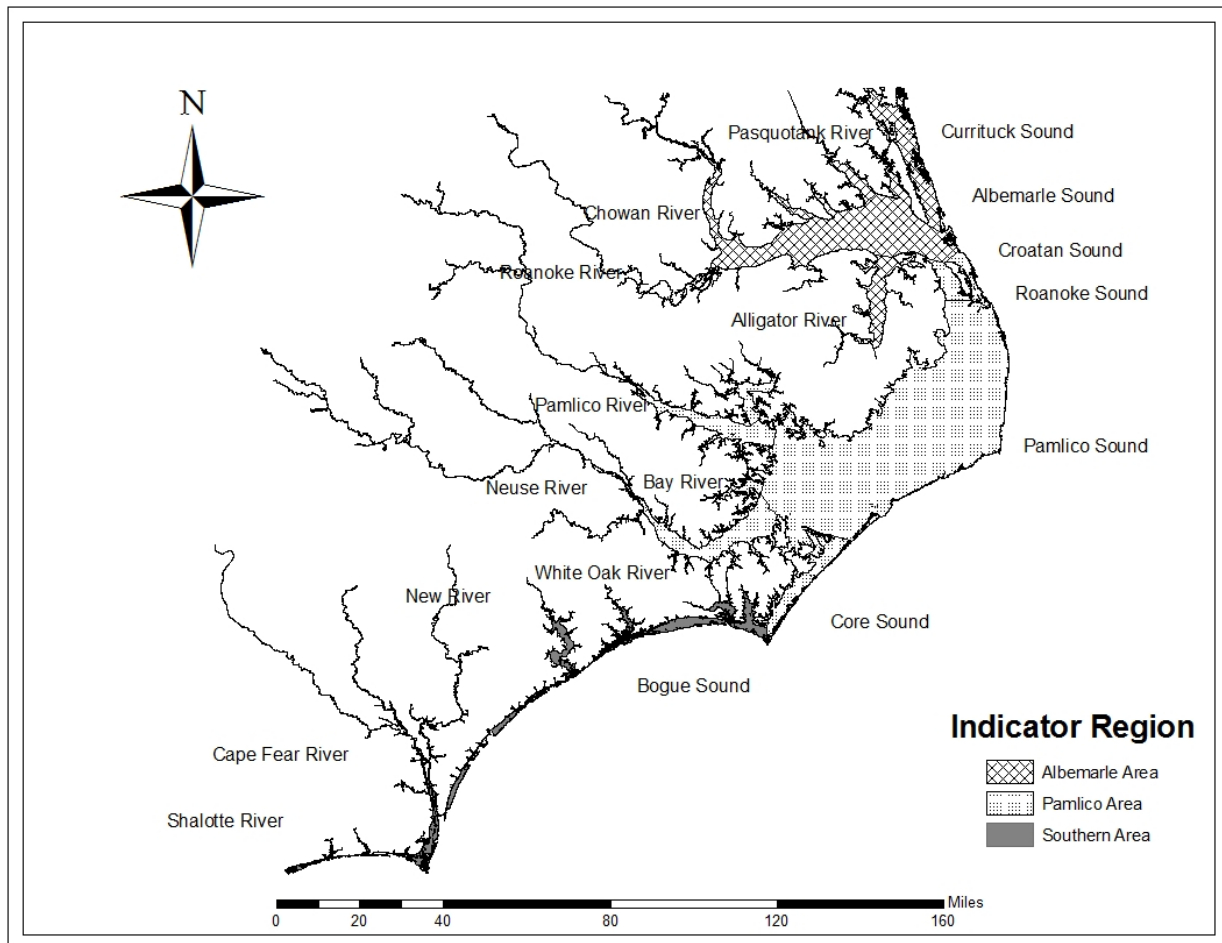 N
Pasquotank River
Currituck Sound
Albemarle Sound
Chowan River
Croatan Sound
Roanoke River
Roanoke Sound
Alligator River
Pamlico River
Pamlico Sound
Bay River
Neuse River
White Oak River
New River
Core Sound
Bogue Sound
Indicator Region
Cape Fear River
Albemarle Area
Pamlico Area
Shalotte River
Southern Area
Miles
0 20 40 80 120 160